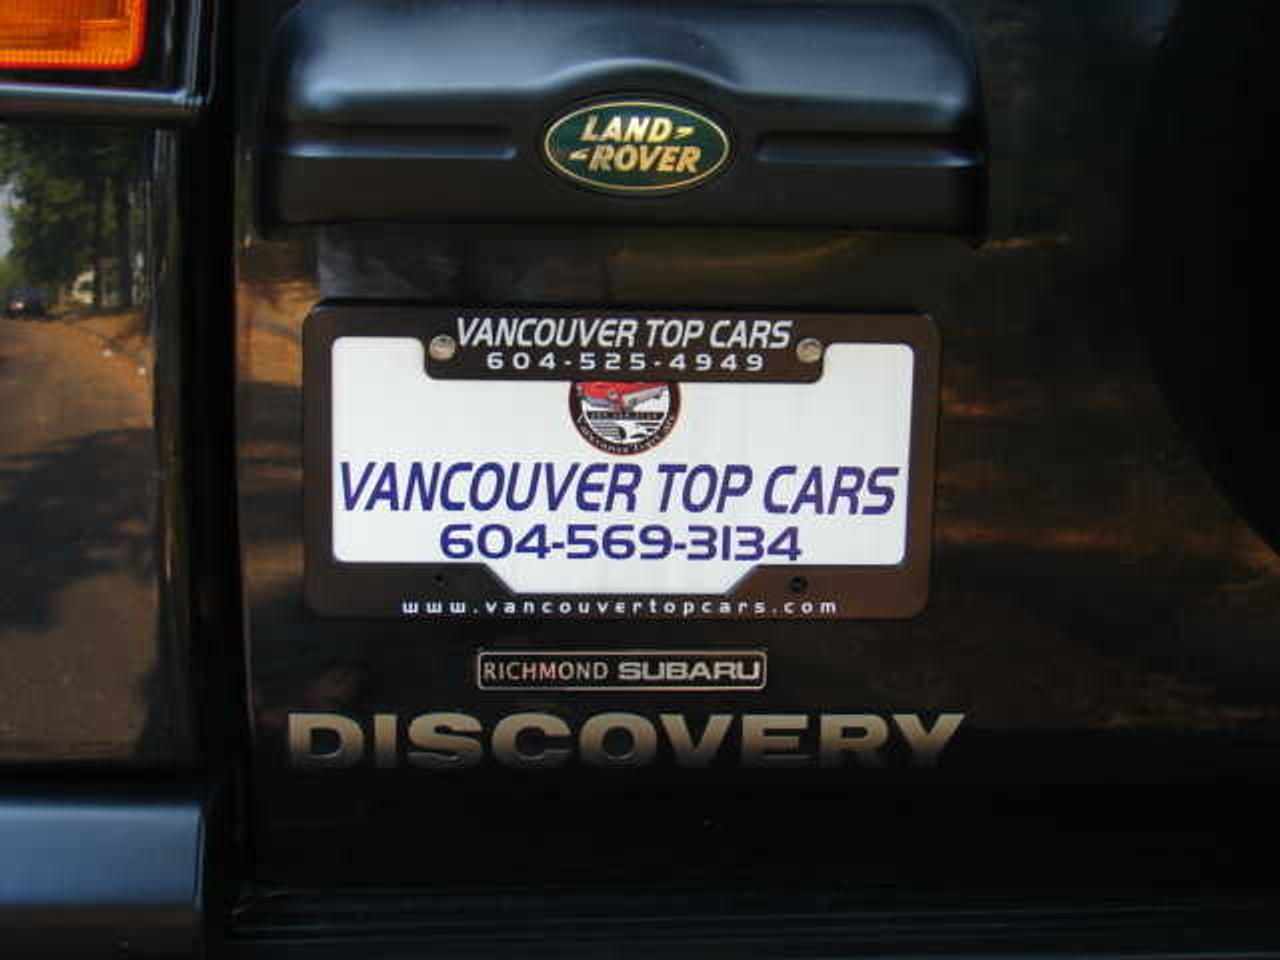 LAND-
-ROVER
VANCOUVER TOP CARS
604-525-4949
VANCOUVER TOP CARS
604-569-3134
www.vancouvertopcars.com
RICHMOND SUBARU
DISCOVERY